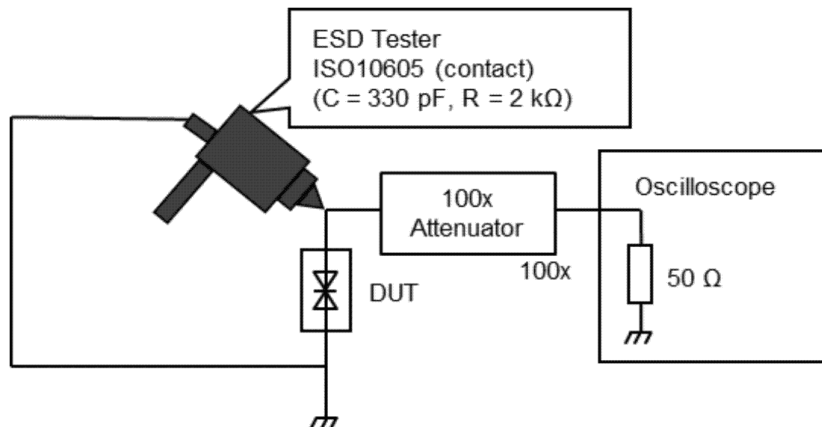 ESD Tester
ISO10605 (contact)
(C = 330 pF, R = 2 kΩ)
100x
Attenuator
100x
Oscilloscope
50 Ω
DUT